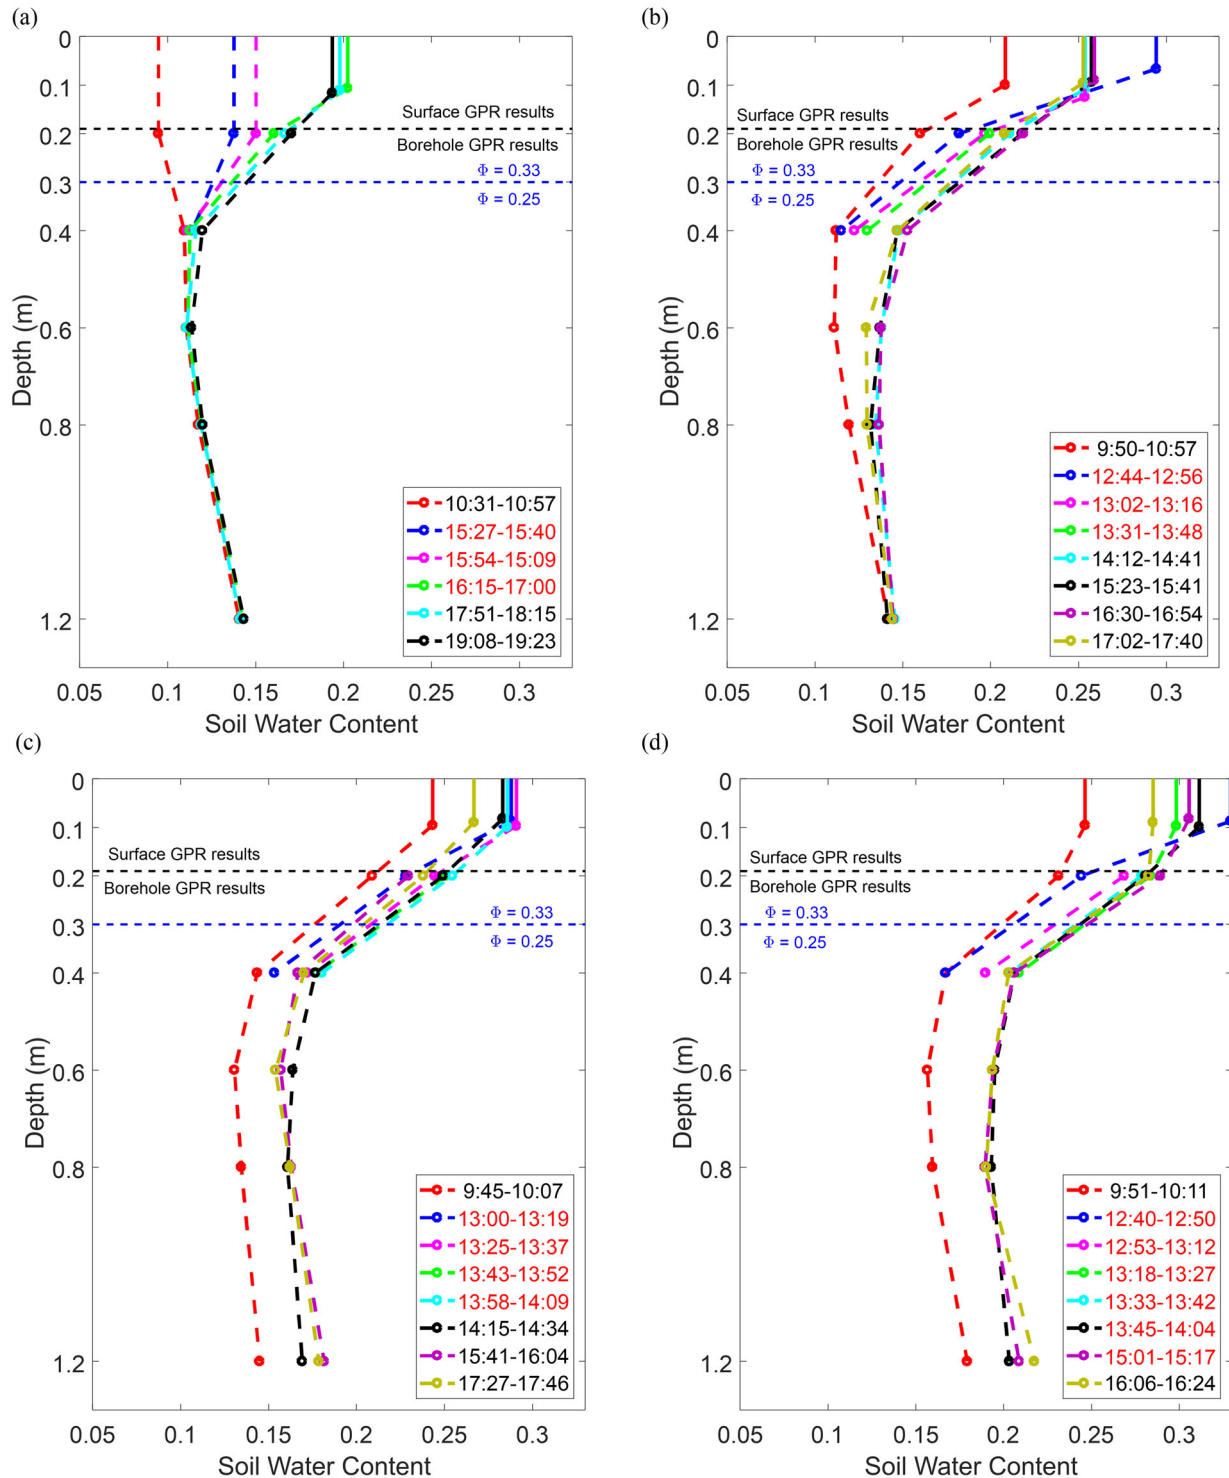 (a)
0
0.1
0.2
0.3
0.4
0.6
0.8
1.2
Depth (m)
Surface GPR results
Borehole GPR results
Φ = 0.33
Φ = 0.25
10:31-10:57
15:27-15:40
15:54-15:09
16:15-17:00
17:51-18:15
19:08-19:23
0.05 0.1 0.15 0.2 0.25 0.3
Soil Water Content
(b)
0
0.1
0.2
0.3
0.4
0.6
0.8
1.2
Depth (m)
Surface GPR results
Borehole GPR results
Φ = 0.33
Φ = 0.25
9:50-10:57
12:44-12:56
13:02-13:16
13:31-13:48
14:12-14:41
15:23-15:41
16:30-16:54
17:02-17:40
0.05 0.1 0.15 0.2 0.25 0.3
Soil Water Content
(c)
0
0.1
0.2
0.3
0.4
0.6
0.8
1.2
Depth (m)
Surface GPR results
Borehole GPR results
Φ = 0.33
Φ = 0.25
9:45-10:07
13:00-13:19
13:25-13:37
13:43-13:52
13:58-14:09
14:15-14:34
15:41-16:04
17:27-17:46
0.05 0.1 0.15 0.2 0.25 0.3
Soil Water Content
(d)
0
0.1
0.2
0.3
0.4
0.6
0.8
1.2
Depth (m)
Surface GPR results
Borehole GPR results
Φ = 0.33
Φ = 0.25
9:51-10:11
12:40-12:50
12:53-13:12
13:18-13:27
13:33-13:42
13:45-14:04
15:01-15:17
16:06-16:24
0.05 0.1 0.15 0.2 0.25 0.3
Soil Water Content